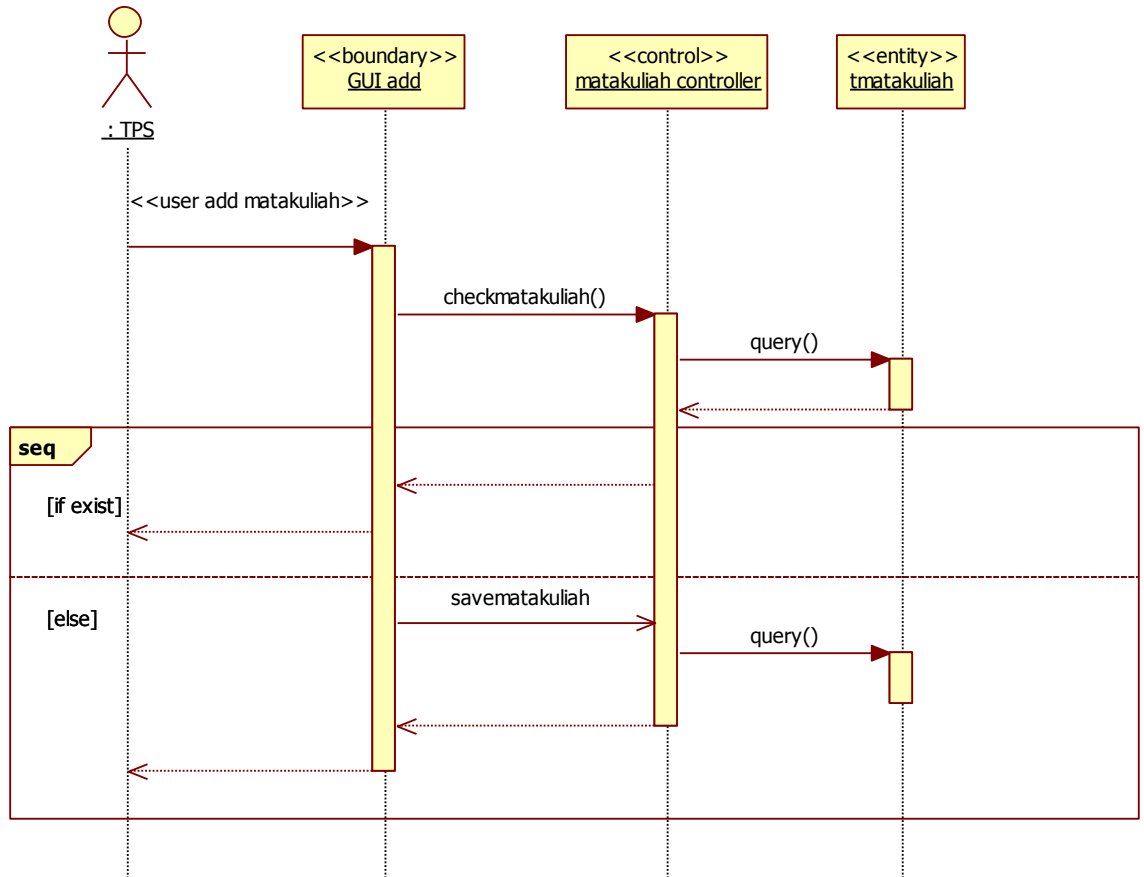 <<boundary>>
GUI add
<<control>>
matakuliah controller
<<entity>>
tmatakuliah
: TPS
<<user add matakuliah>>
checkmatakuliah()
query()
seq
[if exist]
savematakuliah
[else]
query()